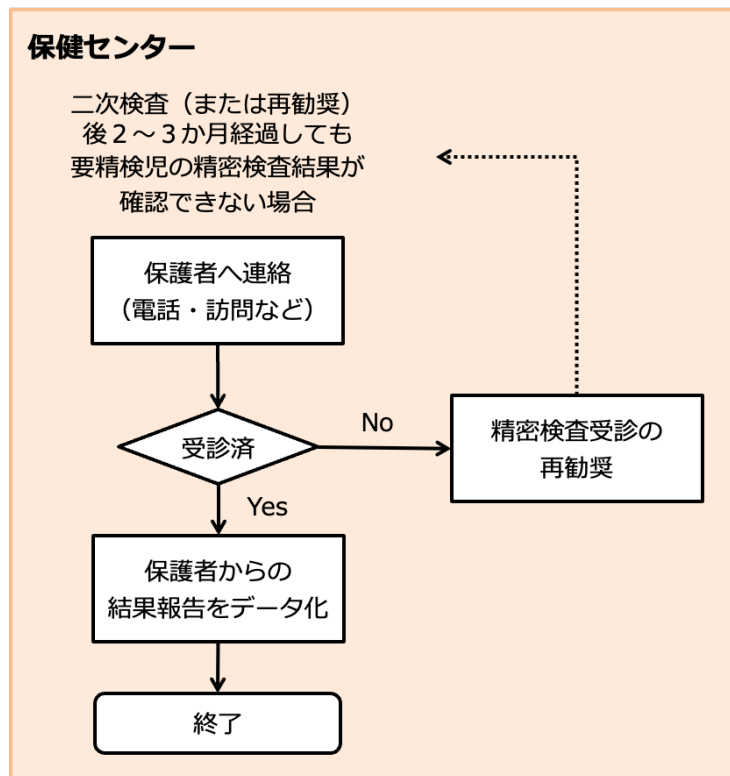 保健センター
二次検査（または再勧奨）
後２～３か月経過しても
要精検児の精密検査結果が
確認できない場合
保護者へ連絡
（電話・訪問など）
受診済
No
精密検査受診の
再勧奨
Yes
保護者からの
結果報告をデータ化
終了